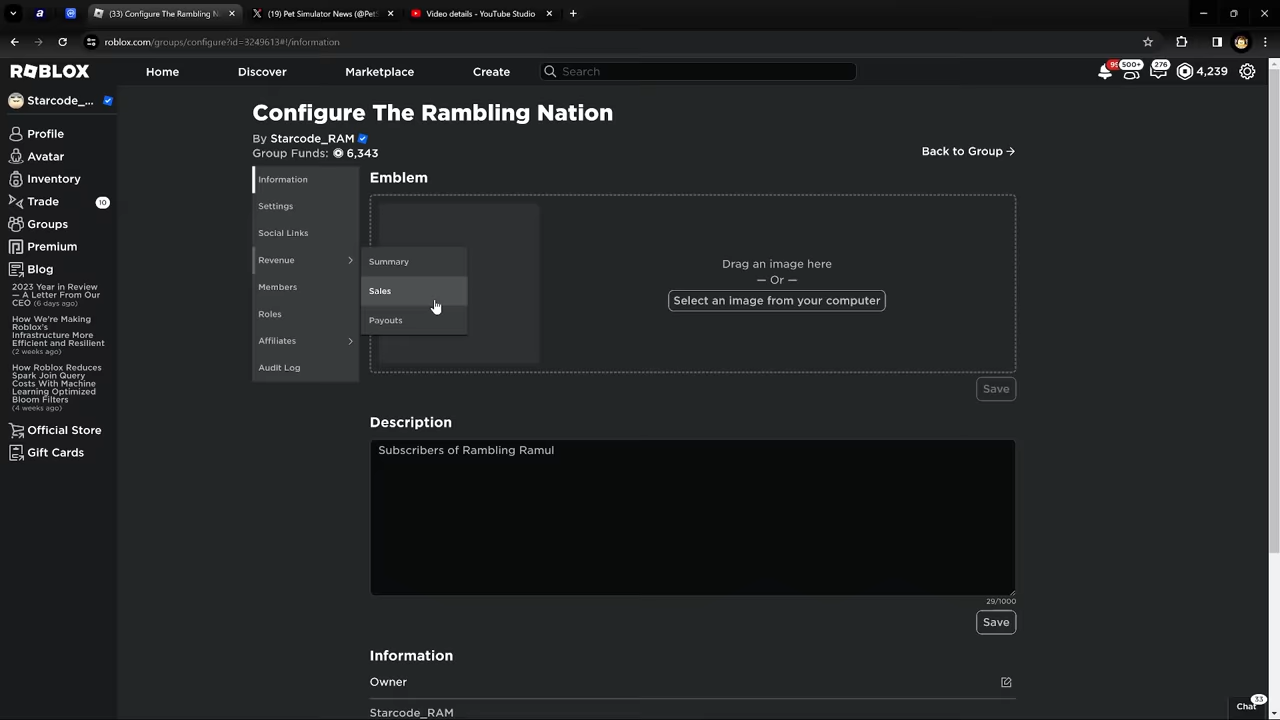 (33) Configure The Rambling N
(19) Pet Simulator News (@Pet
Video details - YouTube Studio
roblox.com/groups/configure?id=3249613#!/information
ROBLOX
Home
Discover
Marketplace
Create
Search
99
500+
276
4,239
Starcode_...
Profile
Avatar
Inventory
Trade
10
Groups
Premium
Blog
2023 Year in Review
— A Letter From Our
CEO (6 days ago)
How We're Making
Roblox's
Infrastructure More
Efficient and Resilient
(2 weeks ago)
How Roblox Reduces
Spark Join Query
Costs With Machine
Learning Optimized
Bloom Filters
(4 weeks ago)
Official Store
Gift Cards
Configure The Rambling Nation
By Starcode_RAM
Group Funds: 6,343
Back to Group
Information
Settings
Social Links
Revenue
Members
Roles
Affiliates
Audit Log
Summary
Sales
Payouts
Emblem
Drag an image here
— Or —
Select an image from your computer
Save
Description
Subscribers of Rambling Ramul
29/1000
Save
Information
Owner
Starcode_RAM
Chat
33